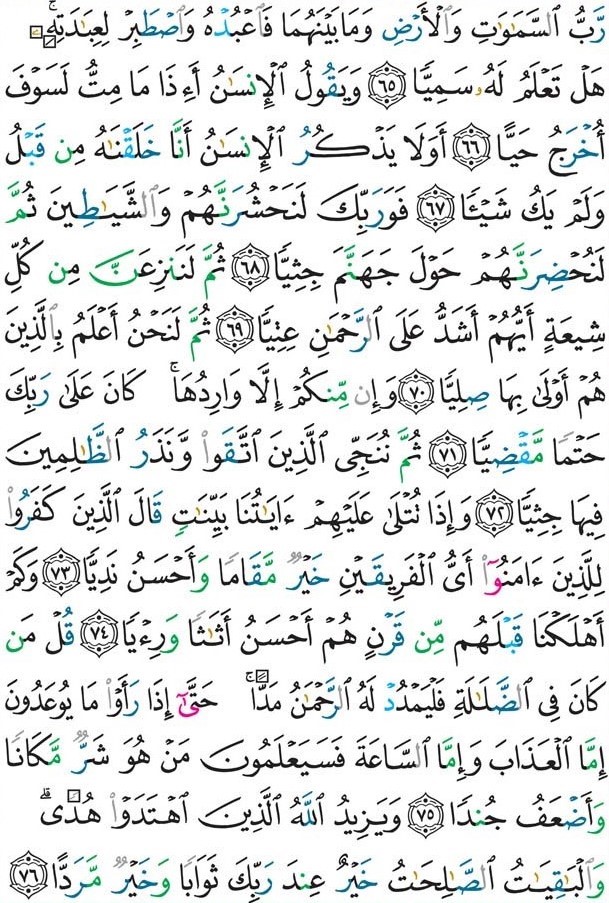 رَّبُّ ٱلسَّمَٰوَٰتِ وَٱلْأَرْضِ وَمَا بَيْنَهُمَا فَٱعْبُدْهُ وَٱصْطَبِرْ لِعِبَٰدَتِهِۦۚ
هَلْ تَعْلَمُ لَهُۥ سَمِيًّا ٦٥ وَيَقُولُ ٱلْإِنسَٰنُ أَءِذَا مَا مِتُّ لَسَوْفَ
أُخْرَجُ حَيًّا ٦٦ أَوَلَا يَذْكُرُ ٱلْإِنسَٰنُ أَنَّا خَلَقْنَٰهُ مِن قَبْلُ
وَلَمْ يَكُ شَيْـًٔا ٦٧ فَوَرَبِّكَ لَنَحْشُرَنَّهُمْ وَٱلشَّيَٰطِينَ ثُمَّ
لَنُحْضِرَنَّهُمْ حَوْلَ جَهَنَّمَ جِثِيًّا ٦٨ ثُمَّ لَنَنزِعَنَّ مِن كُلِّ
شِيعَةٍ أَيُّهُمْ أَشَدُّ عَلَى ٱلرَّحْمَٰنِ عِتِيًّا ٦٩ ثُمَّ لَنَحْنُ أَعْلَمُ بِٱلَّذِينَ
هُمْ أَوْلَىٰ بِهَا صِلِيًّا ٧٠ وَإِن مِّنكُمْ إِلَّا وَارِدُهَاۚ كَانَ عَلَىٰ رَبِّكَ
حَتْمًا مَّقْضِيًّا ٧١ ثُمَّ نُنَجِّى ٱلَّذِينَ ٱتَّقَوا۟ وَّنَذَرُ ٱلظَّٰلِمِينَ
فِيهَا جِثِيًّا ٧٢ وَإِذَا تُتْلَىٰ عَلَيْهِمْ ءَايَٰتُنَا بَيِّنَٰتٍ قَالَ ٱلَّذِينَ كَفَرُوا۟
لِلَّذِينَ ءَامَنُوٓا۟ أَىُّ ٱلْفَرِيقَيْنِ خَيْرٌ مَّقَامًا وَأَحْسَنُ نَدِيًّا ٧٣ وَكَمْ
أَهْلَكْنَا قَبْلَهُم مِّن قَرْنٍ هُمْ أَحْسَنُ أَثَٰثًا وَرِءْيًا ٧٤ قُلْ مَن
كَانَ فِى ٱلضَّلَٰلَةِ فَلْيَمْدُدْ لَهُ ٱلرَّحْمَٰنُ مَدًّاۚ حَتَّىٰٓ إِذَا رَأَوْا۟ مَا يُوعَدُونَ
إِمَّا ٱلْعَذَابَ وَإِمَّا ٱلسَّاعَةَ فَسَيَعْلَمُونَ مَنْ هُوَ شَرٌّ مَّكَانًا
وَأَضْعَفُ جُندًا ٧٥ وَيَزِيدُ ٱللَّهُ ٱلَّذِينَ ٱهْتَدَوْا۟ هُدًىۗ
وَٱلْبَٰقِيَٰتُ ٱلصَّٰلِحَٰتُ خَيْرٌ عِندَ رَبِّكَ ثَوَابًا وَخَيْرٌ مَّرَدًّا ٧٦